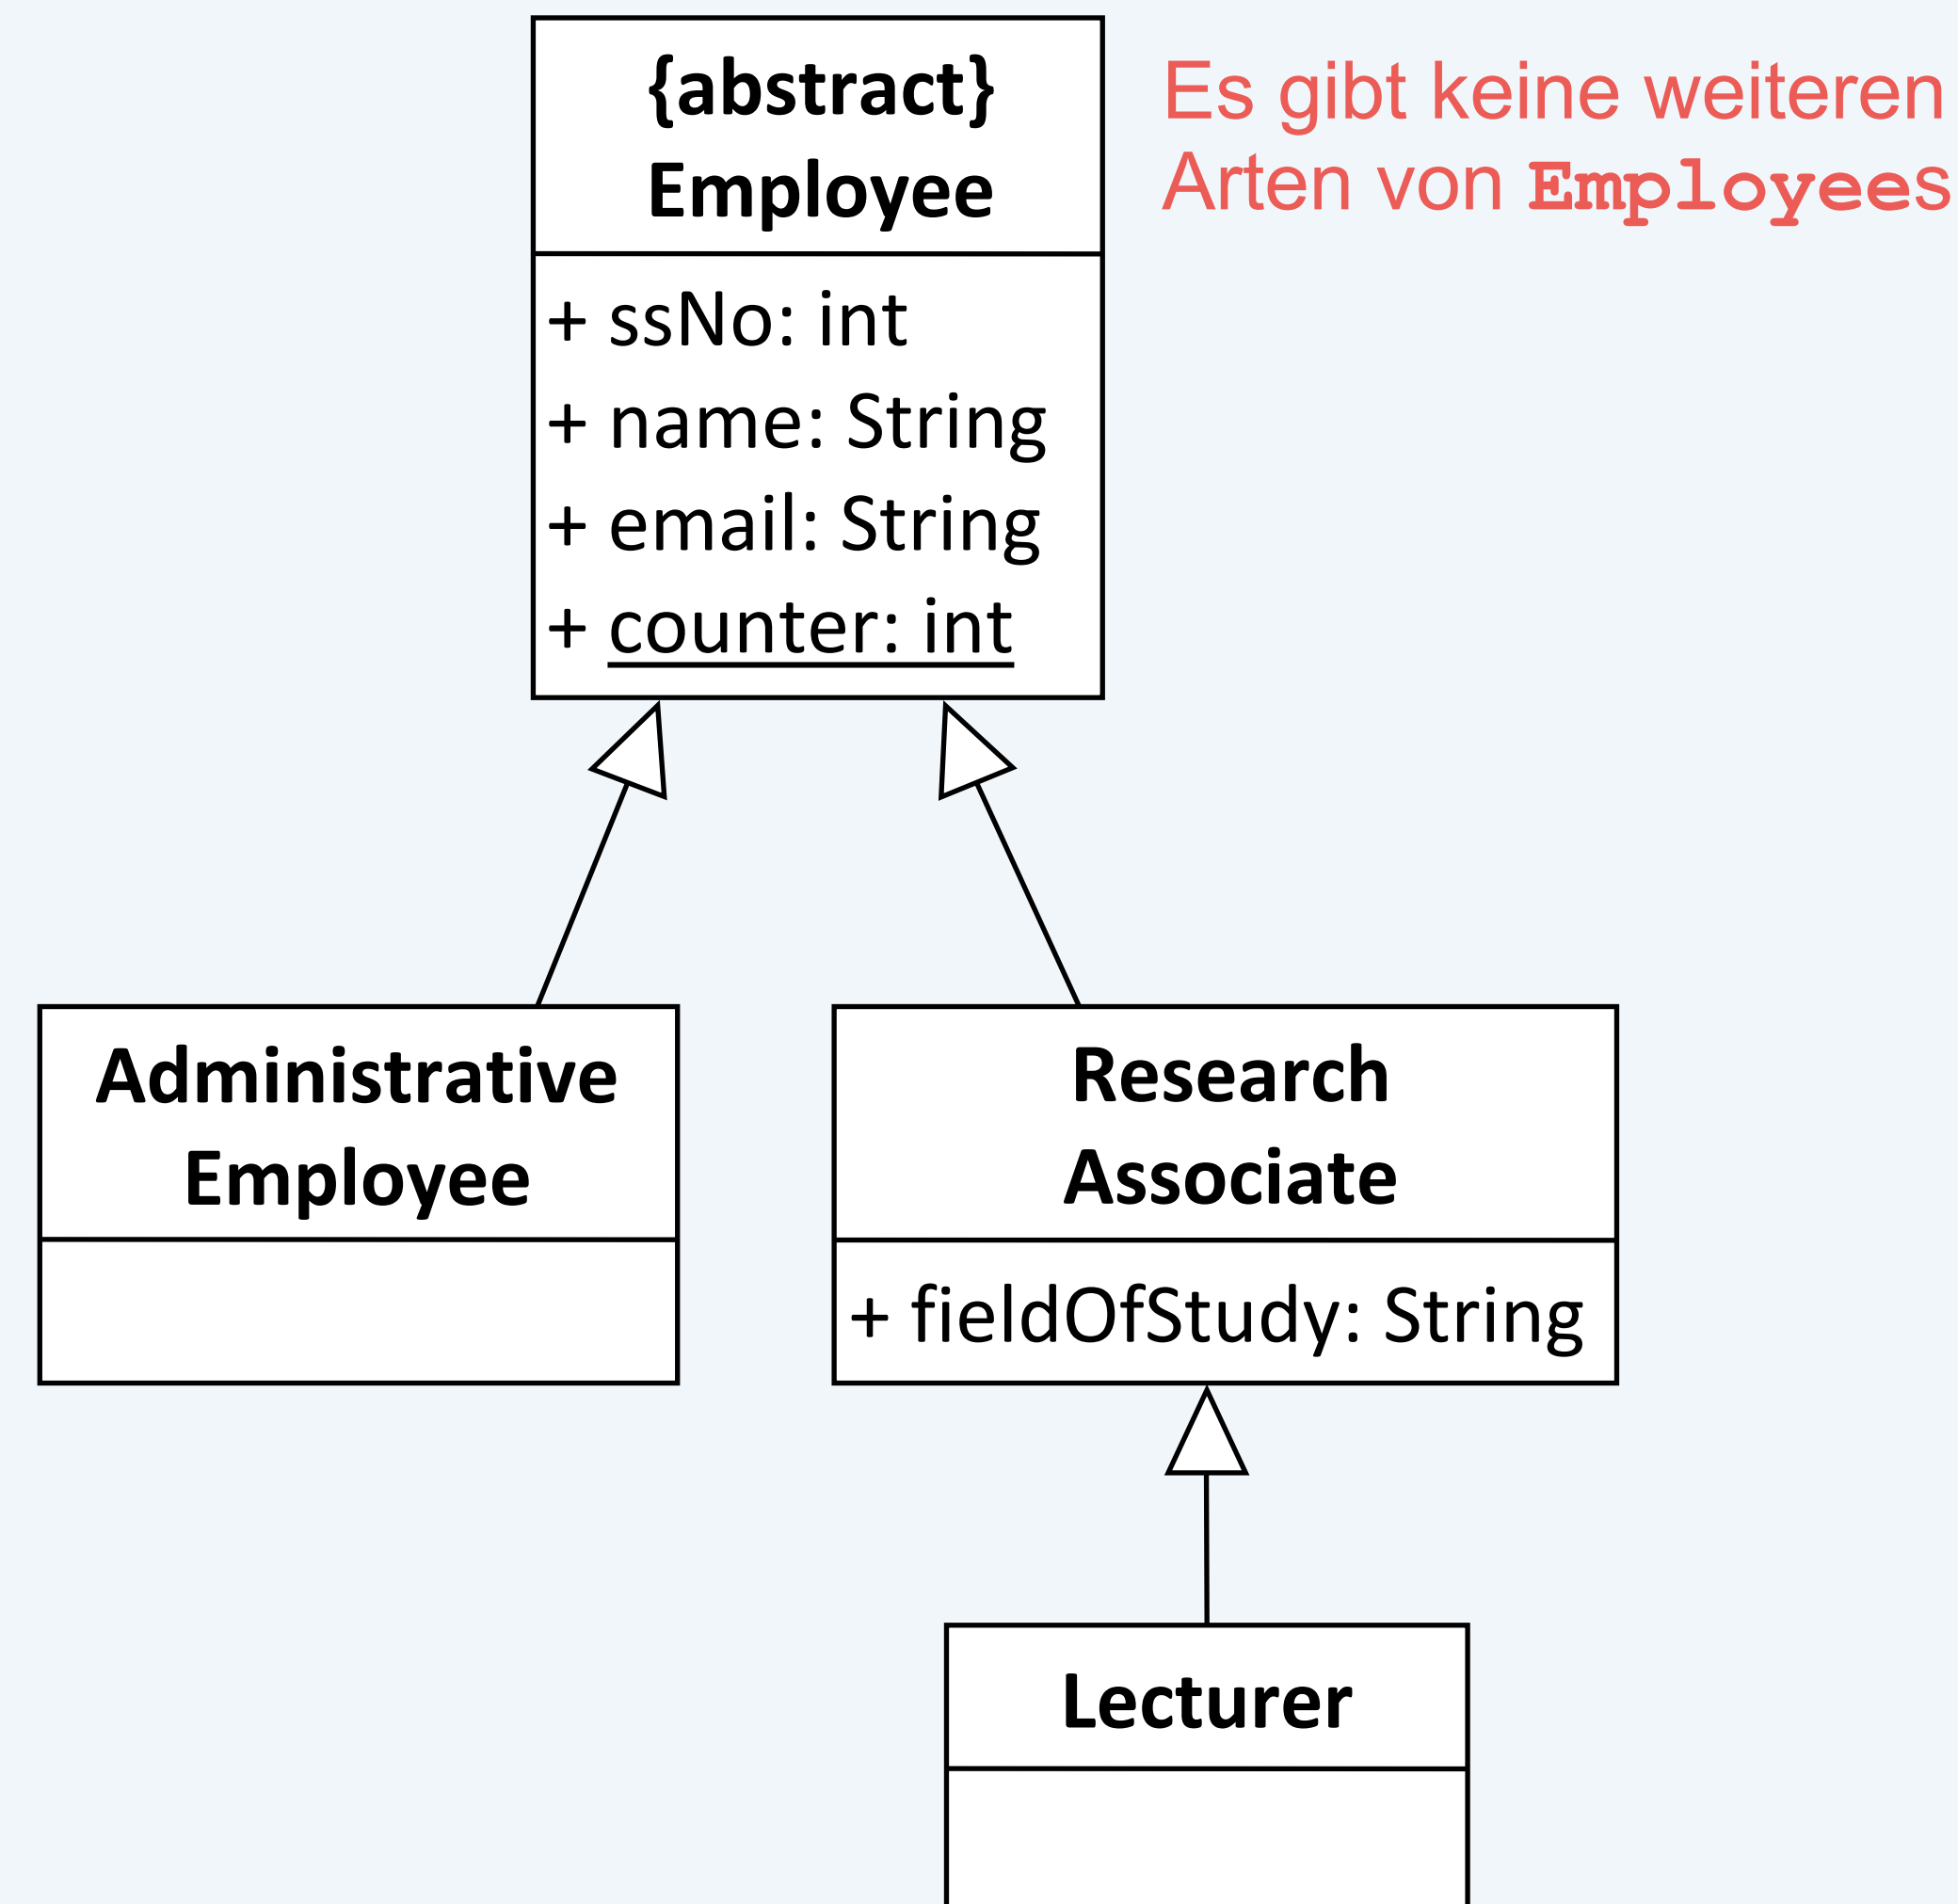 {abstract}
Employee
Es gibt keine weiteren
Arten von Employees
+ ssNo: int
+ name: String
+ email: String
+ counter: int
Administrative
Employee
Research
Associate
+ fieldOfStudy: String
Lecturer